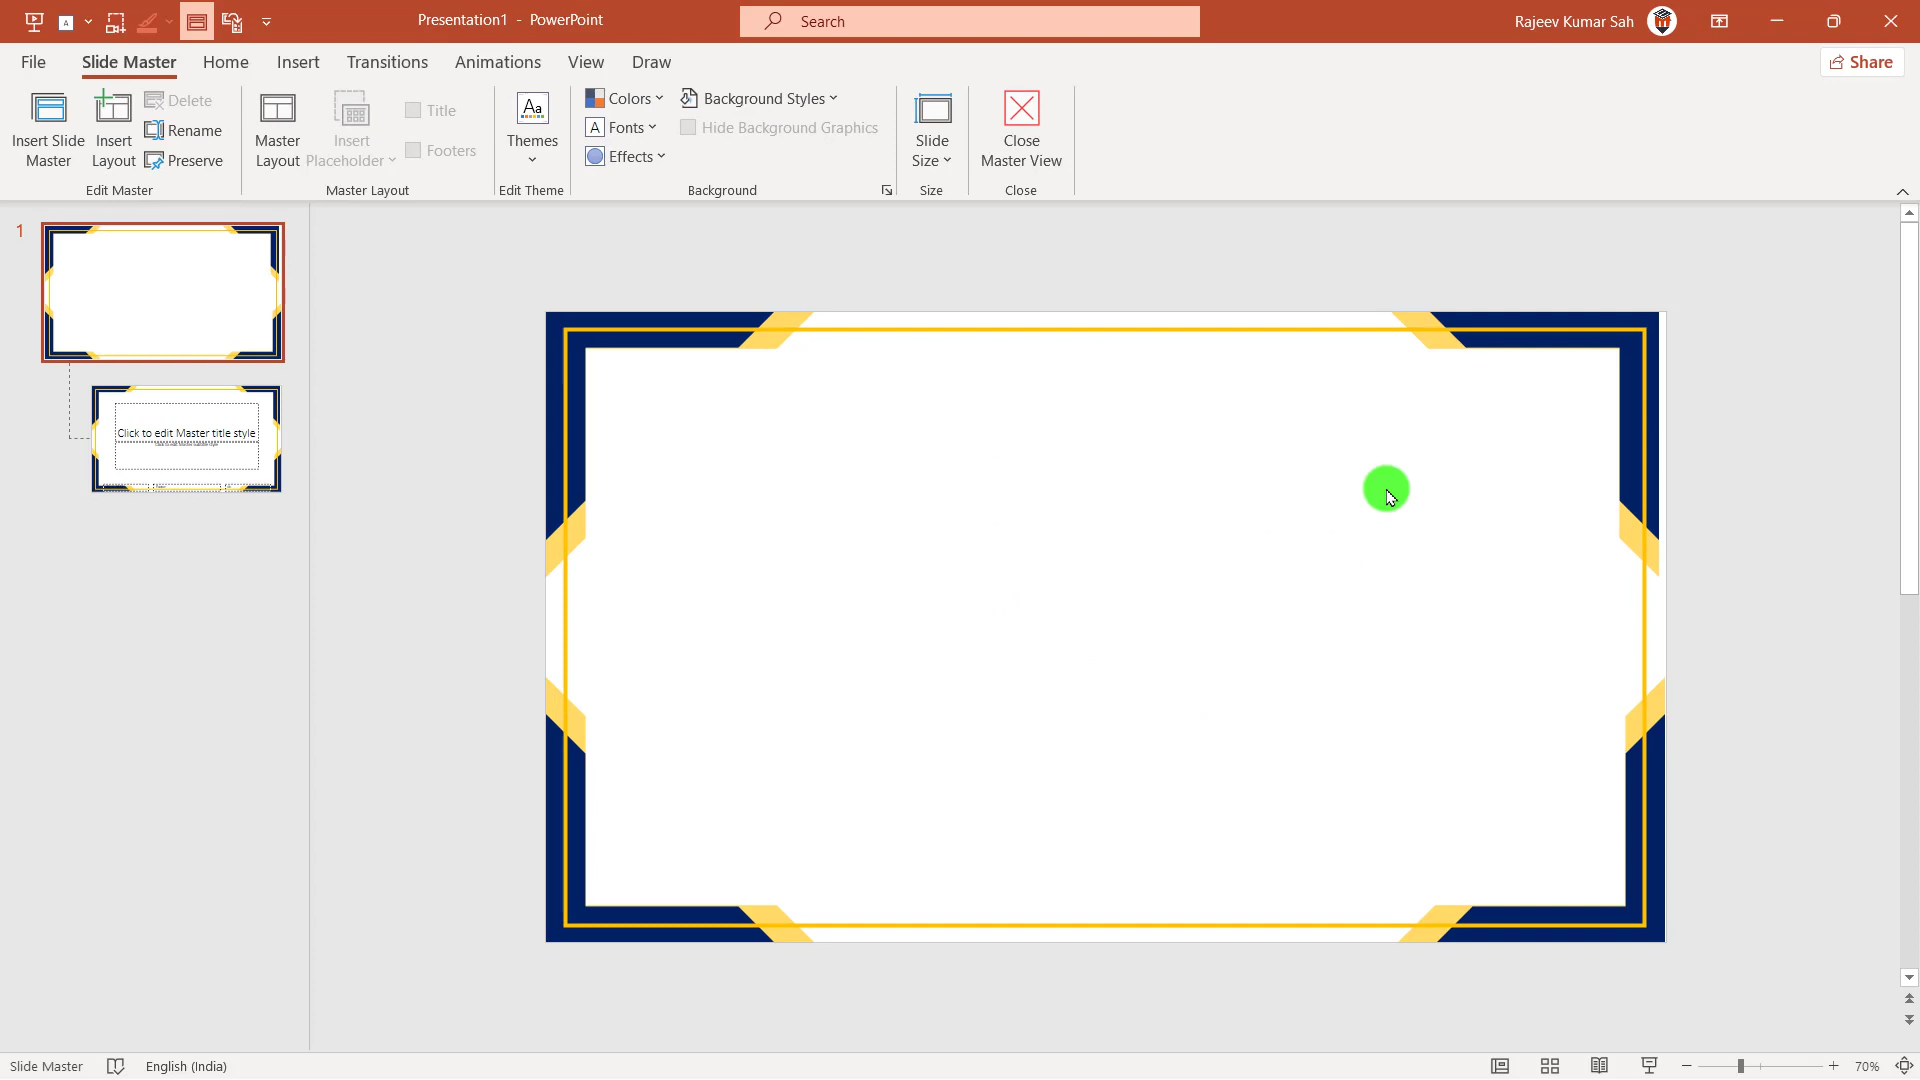 A
Presentation1 - PowerPoint
Search
Rajeev Kumar Sah
File
Slide Master
Home
Insert
Transitions
Animations
View
Draw
Share
Insert Slide
Master
Insert
Layout
Delete
Rename
Preserve
Edit Master
Master
Layout
Insert
Placeholder
Title
Footers
Master Layout
Aa
Themes
Edit Theme
Colors
A Fonts
Effects
Background Styles
Hide Background Graphics
Background
Slide
Size
Size
Close
Master View
Close
1
Click to edit Master title style
Slide Master
English (India)
70%